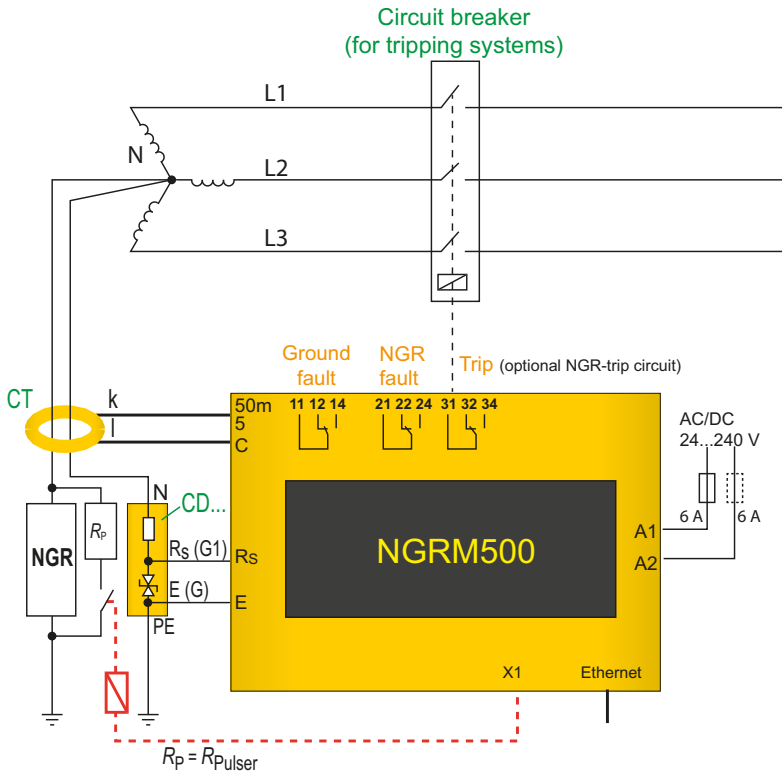 Circuit breaker
(for tripping systems)
L1
N
L2
L3
Ground
fault
NGR
fault
Trip (optional NGR-trip circuit)
CT
k
l
50m
5
C
11 12 14
21 22 24
31 32 34
AC/DC
24...240 V
6 A
6 A
N
CD...
NGR
RP
RS (G1)
RS
E (G)
E
PE
NGRM500
A1
A2
X1
Ethernet
RP = RPulser